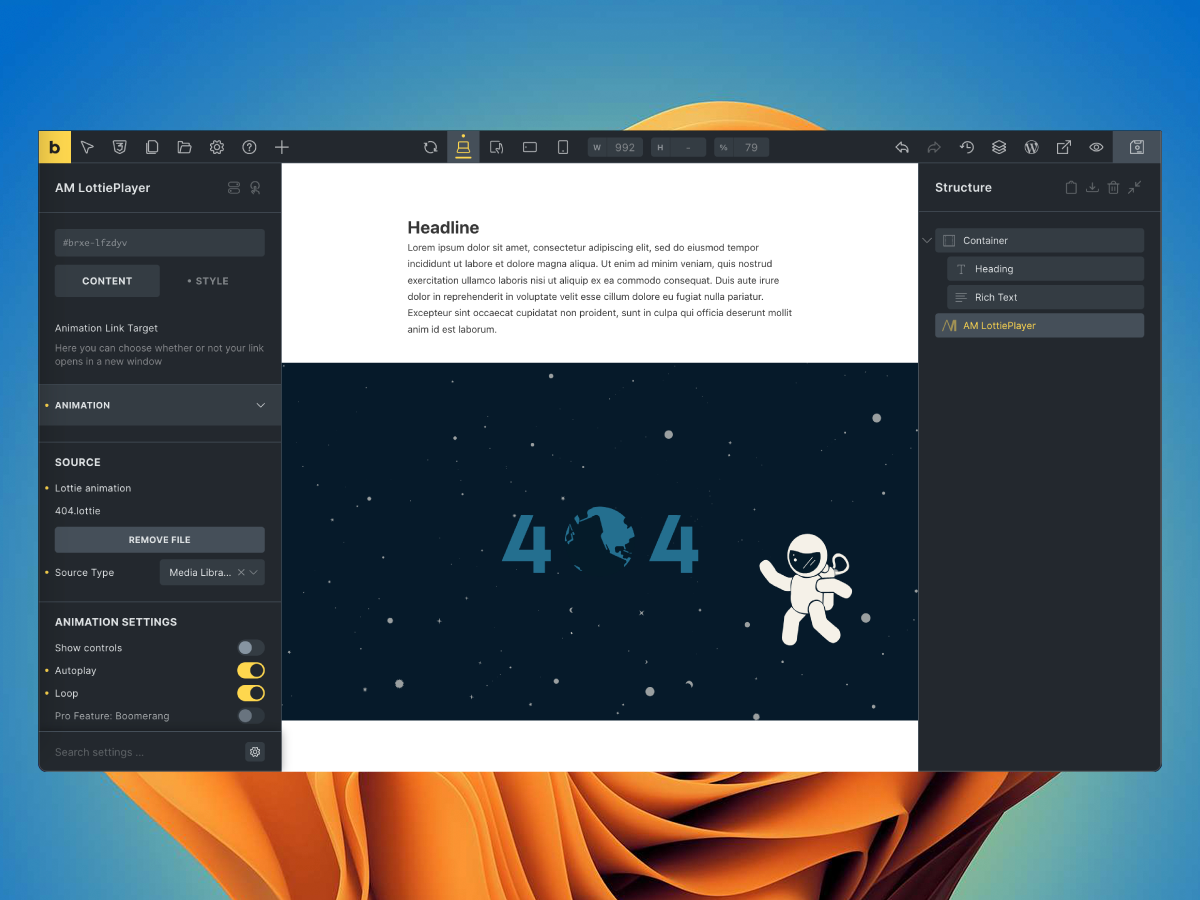 b
W 992 H - % 79
AM LottiePlayer
#brxe-lfzdyv
CONTENT • STYLE
Animation Link Target
Here you can choose whether or not your link
opens in a new window
ANIMATION
SOURCE
Lottie animation
404.lottie
REMOVE FILE
Source Type Media Libra...
ANIMATION SETTINGS
Show controls
Autoplay
Loop
Pro Feature: Boomerang
Search settings ...
Headline
Lorem ipsum dolor sit amet, consectetur adipiscing elit, sed do eiusmod tempor
incididunt ut labore et dolore magna aliqua. Ut enim ad minim veniam, quis nostrud
exercitation ullamco laboris nisi ut aliquip ex ea commodo consequat. Duis aute irure
dolor in reprehenderit in voluptate velit esse cillum dolore eu fugiat nulla pariatur.
Excepteur sint occaecat cupidatat non proident, sunt in culpa qui officia deserunt mollit
anim id est laborum.
4 4
Structure
Container
Heading
Rich Text
AM LottiePlayer